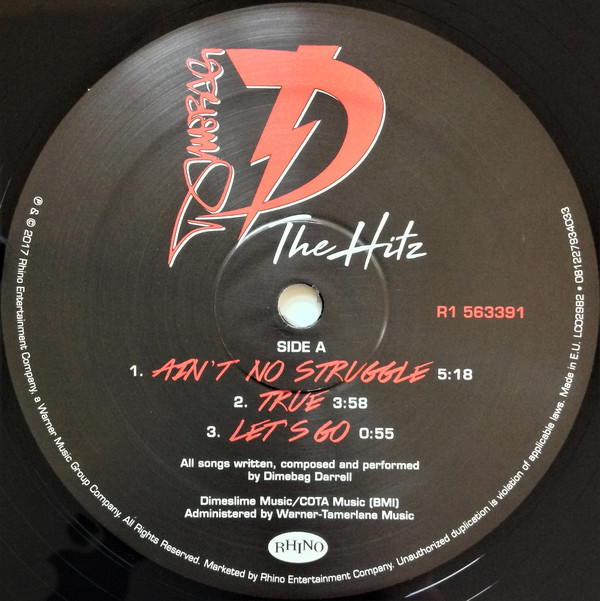 DIMEBAG
D
The Hitz
R1 563391
SIDE A
1. AIN'T NO STRUGGLE 5:18
2. TRUE 3:58
3. LET'S GO 0:55
All songs written, composed and performed
by Dimebag Darrell
Dimeslime Music/COTA Music (BMI)
Administered by Warner-Tamerlane Music
RHINO
℗ & © 2017 Rhino Entertainment Company, a Warner Music Group Company. All Rights Reserved. Marketed by Rhino Entertainment Company. Unauthorized duplication is violation of applicable laws. Made in E.U. LC02982 • 081227934033